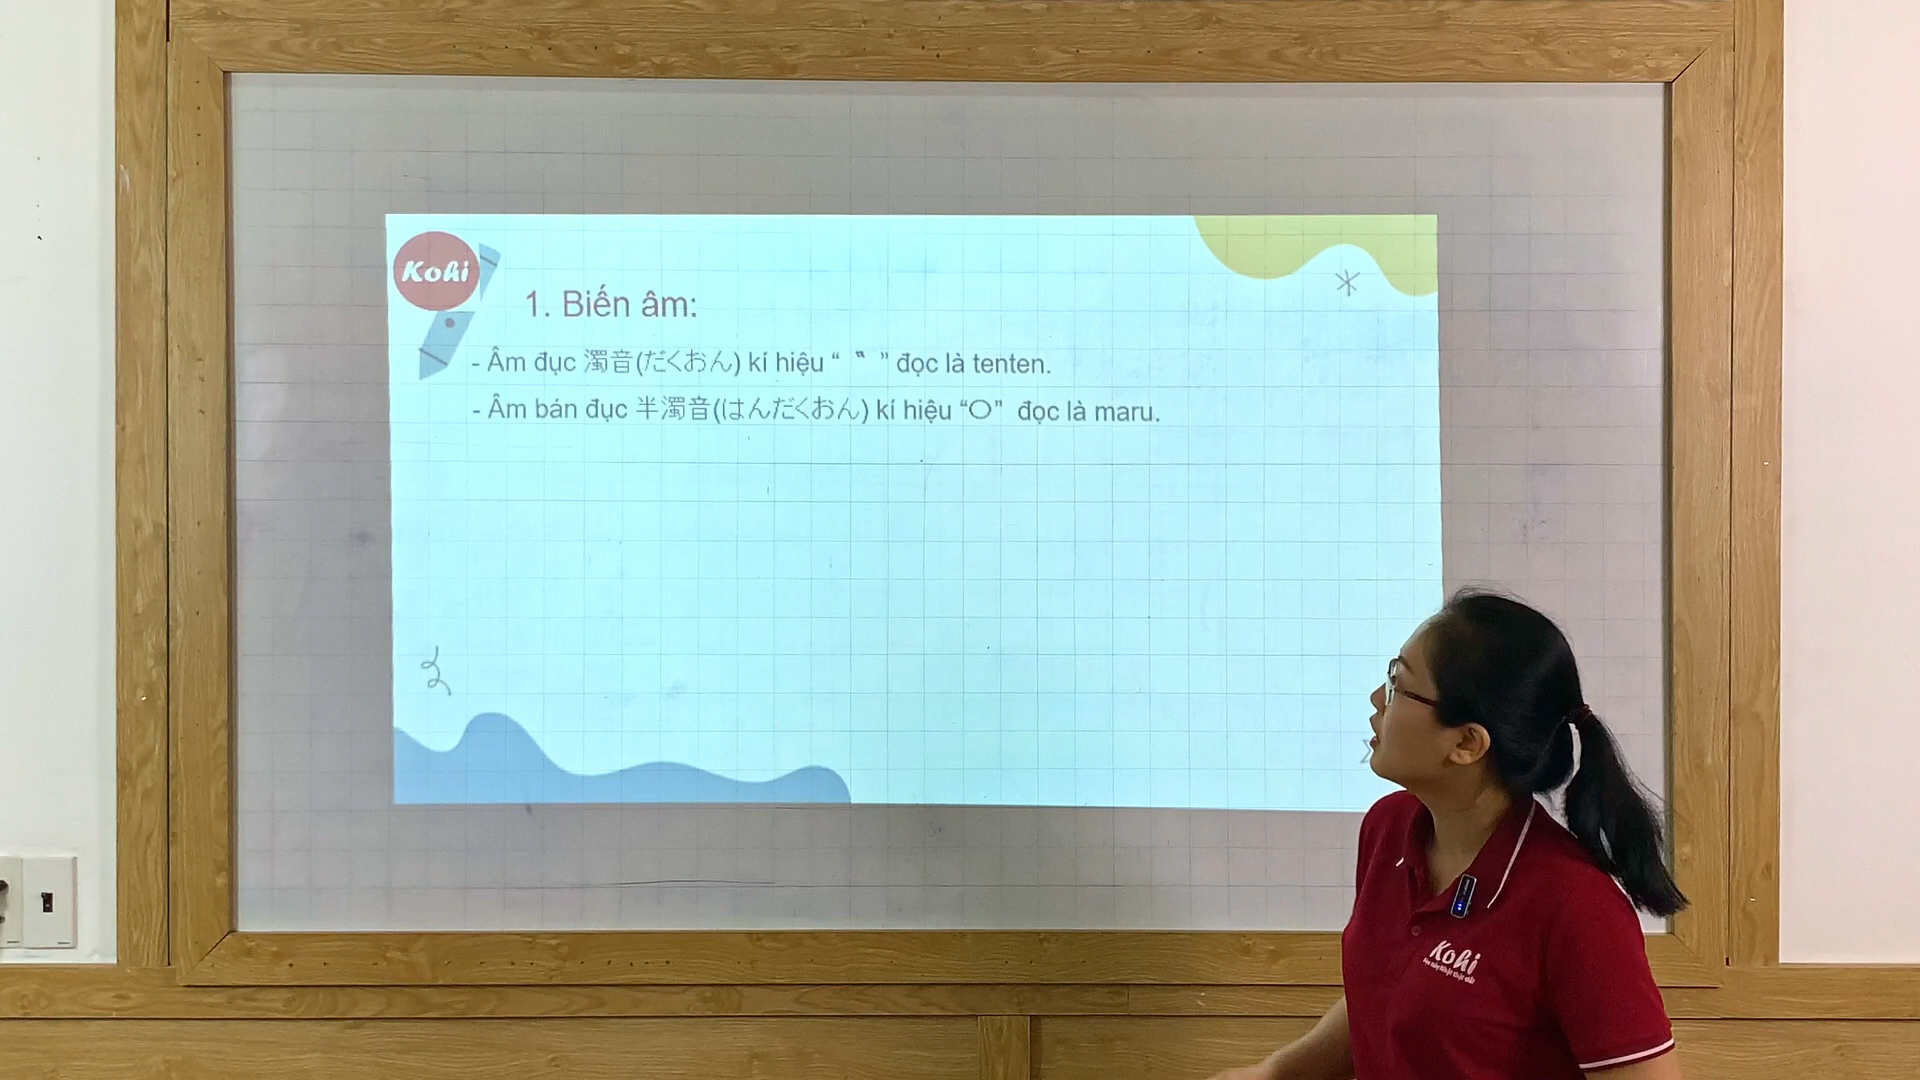 Kohi
1. Biến âm:
- Âm đục 濁音(だくおん) kí hiệu “ 〝 ” đọc là tenten.
- Âm bán đục 半濁音(はんだくおん) kí hiệu “〇” đọc là maru.
Kohi